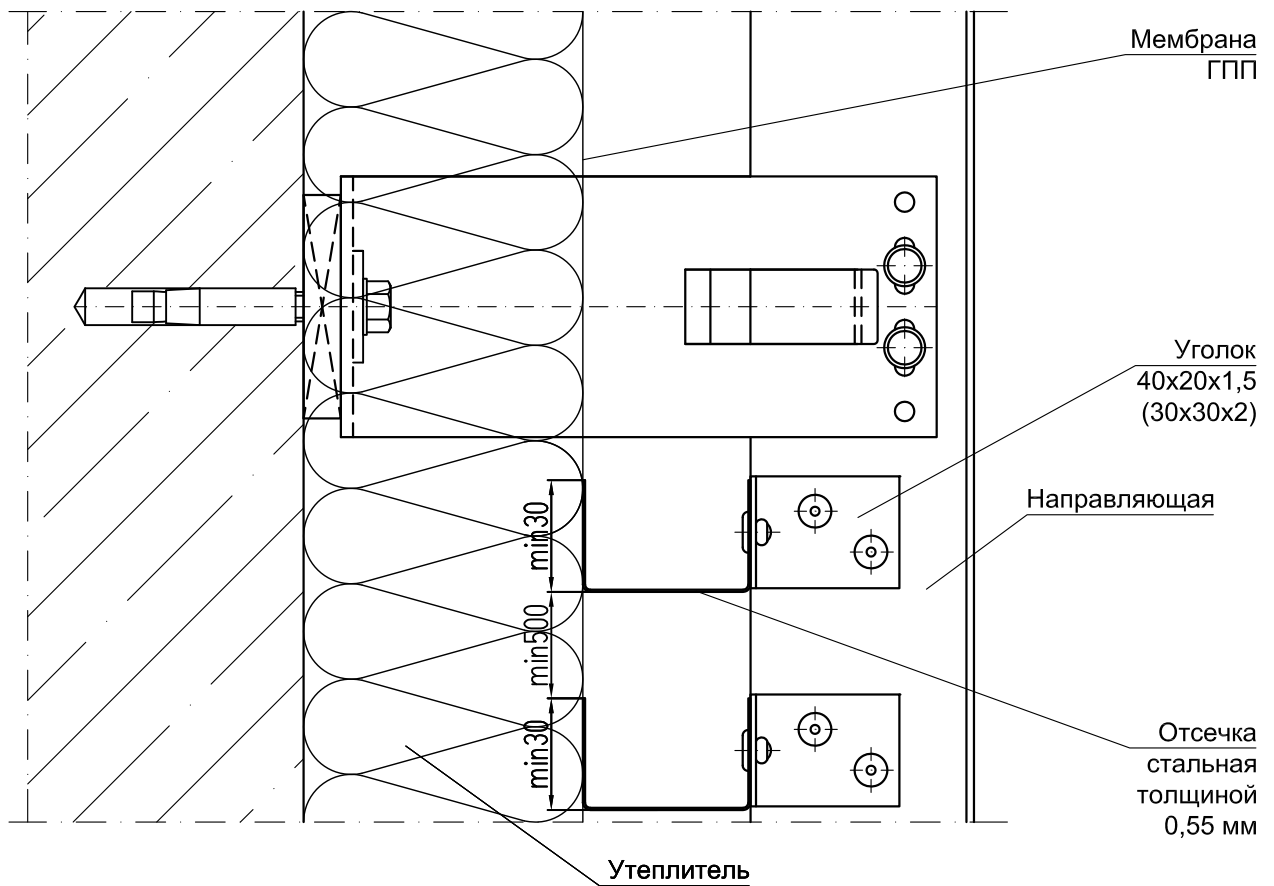 Мембрана
ГПП
Уголок
40х20х1,5
(30х30х2)
Направляющая
min30
min500
min30
Отсечка
стальная
толщиной
0,55 мм
Утеплитель